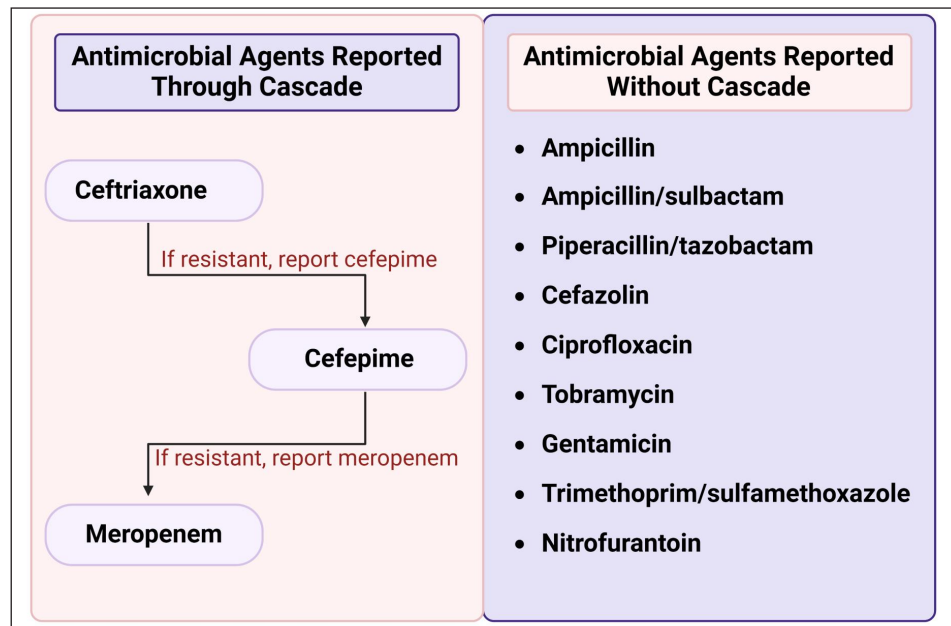 Antimicrobial Agents Reported
Through Cascade
Ceftriaxone
If resistant, report cefepime
Cefepime
If resistant, report meropenem
Meropenem
Antimicrobial Agents Reported
Without Cascade
• Ampicillin
• Ampicillin/sulbactam
• Piperacillin/tazobactam
• Cefazolin
• Ciprofloxacin
• Tobramycin
• Gentamicin
• Trimethoprim/sulfamethoxazole
• Nitrofurantoin